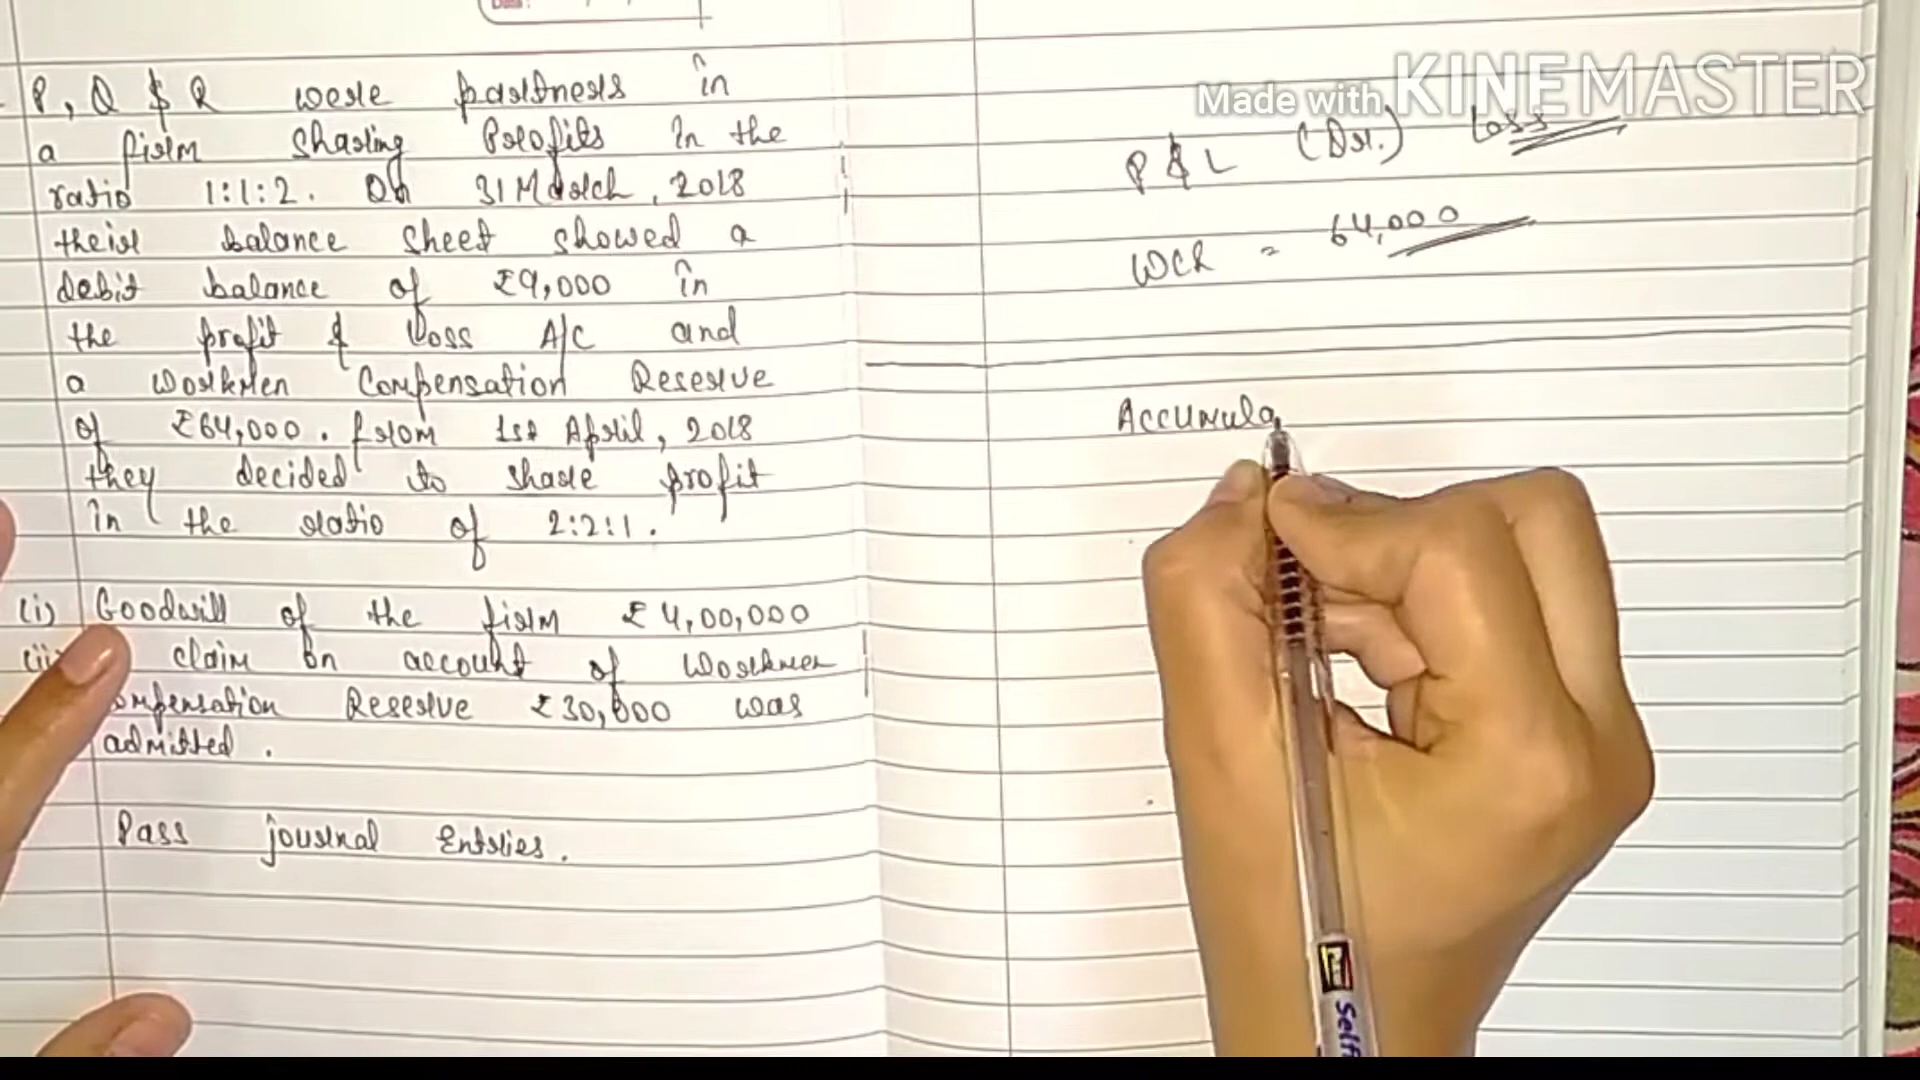 Date:
P, Q & R were partners in
a firm sharing Profits in the
ratio 1:1:2. On 31 March, 2018
their balance sheet showed a
debit balance of ₹9,000 in
the profit & Loss A/C and
a Workmen Compensation Reserve
of ₹64,000. from 1st April, 2018
they decided to share profit
in the ratio of 2:2:1.
(i) Goodwill of the firm ₹4,00,000
(ii) claim on account of Workmen
ompensation Reserve ₹30,000 was
admitted.
Pass journal Entries.
Made with KINEMASTER
P & L (Dr.) Loss
WCR = 64,000
Accumula
Selfi